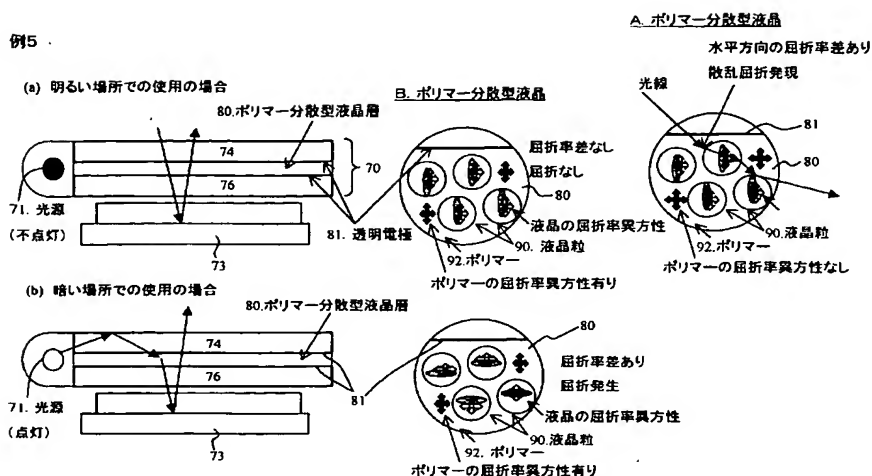 A. ポリマー分散型液晶
例5
水平方向の屈折率差あり
散乱屈折発現
光線
81
80
90.液晶粒
92.ポリマー
ポリマーの屈折率異方性なし
(a) 明るい場所での使用の場合
80.ポリマー分散型液晶層
74
76
70
71.光源
(不点灯)
81.透明電極
73
B. ポリマー分散型液晶
屈折率差なし
屈折なし
80
液晶の屈折率異方性
90.液晶粒
92.ポリマー
ポリマーの屈折率異方性有り
(b) 暗い場所での使用の場合
80.ポリマー分散型液晶層
74
76
71.光源
(点灯)
81
73
80
屈折率差あり
屈折発生
液晶の屈折率異方性
90.液晶粒
92.ポリマー
ポリマーの屈折率異方性有り